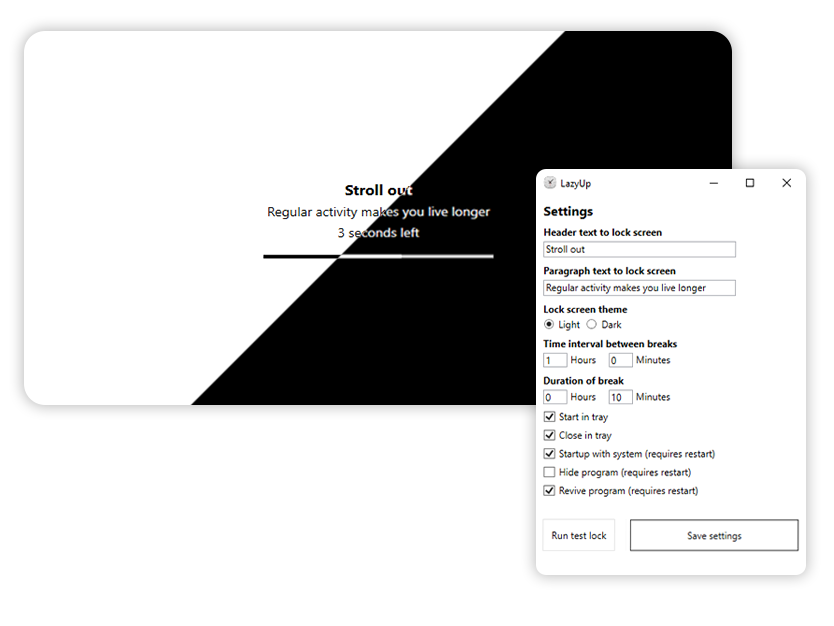 Stroll out
Regular activity makes you live longer
3 seconds left
LazyUp
Settings
Header text to lock screen
Stroll out
Paragraph text to lock screen
Regular activity makes you live longer
Lock screen theme
Light Dark
Time interval between breaks
1 Hours 0 Minutes
Duration of break
0 Hours 10 Minutes
Start in tray
Close in tray
Startup with system (requires restart)
Hide program (requires restart)
Revive program (requires restart)
Run test lock Save settings